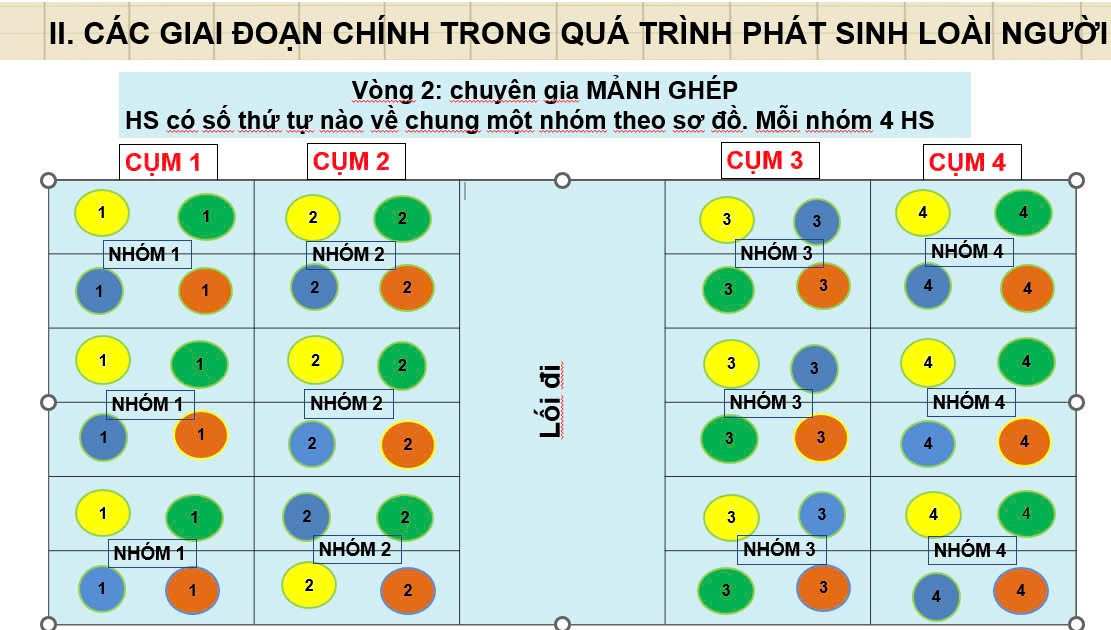 II. CÁC GIAI ĐOẠN CHÍNH TRONG QUÁ TRÌNH PHÁT SINH LOÀI NGƯỜI
Vòng 2: chuyên gia MẢNH GHÉP
HS có số thứ tự nào về chung một nhóm theo sơ đồ. Mỗi nhóm 4 HS
CỤM 1 CỤM 2 CỤM 3 CỤM 4
1 1 2 2 3 3 4 4
NHÓM 1 NHÓM 2 NHÓM 3 NHÓM 4
1 1 2 2 3 3 4 4
1 1 2 2 3 3 4 4
NHÓM 1 NHÓM 2 NHÓM 3 NHÓM 4
1 1 2 2 3 3 4 4
Lối đi
1 1 2 2 3 3 4 4
NHÓM 1 NHÓM 2 NHÓM 3 NHÓM 4
1 1 2 2 3 3 4 4